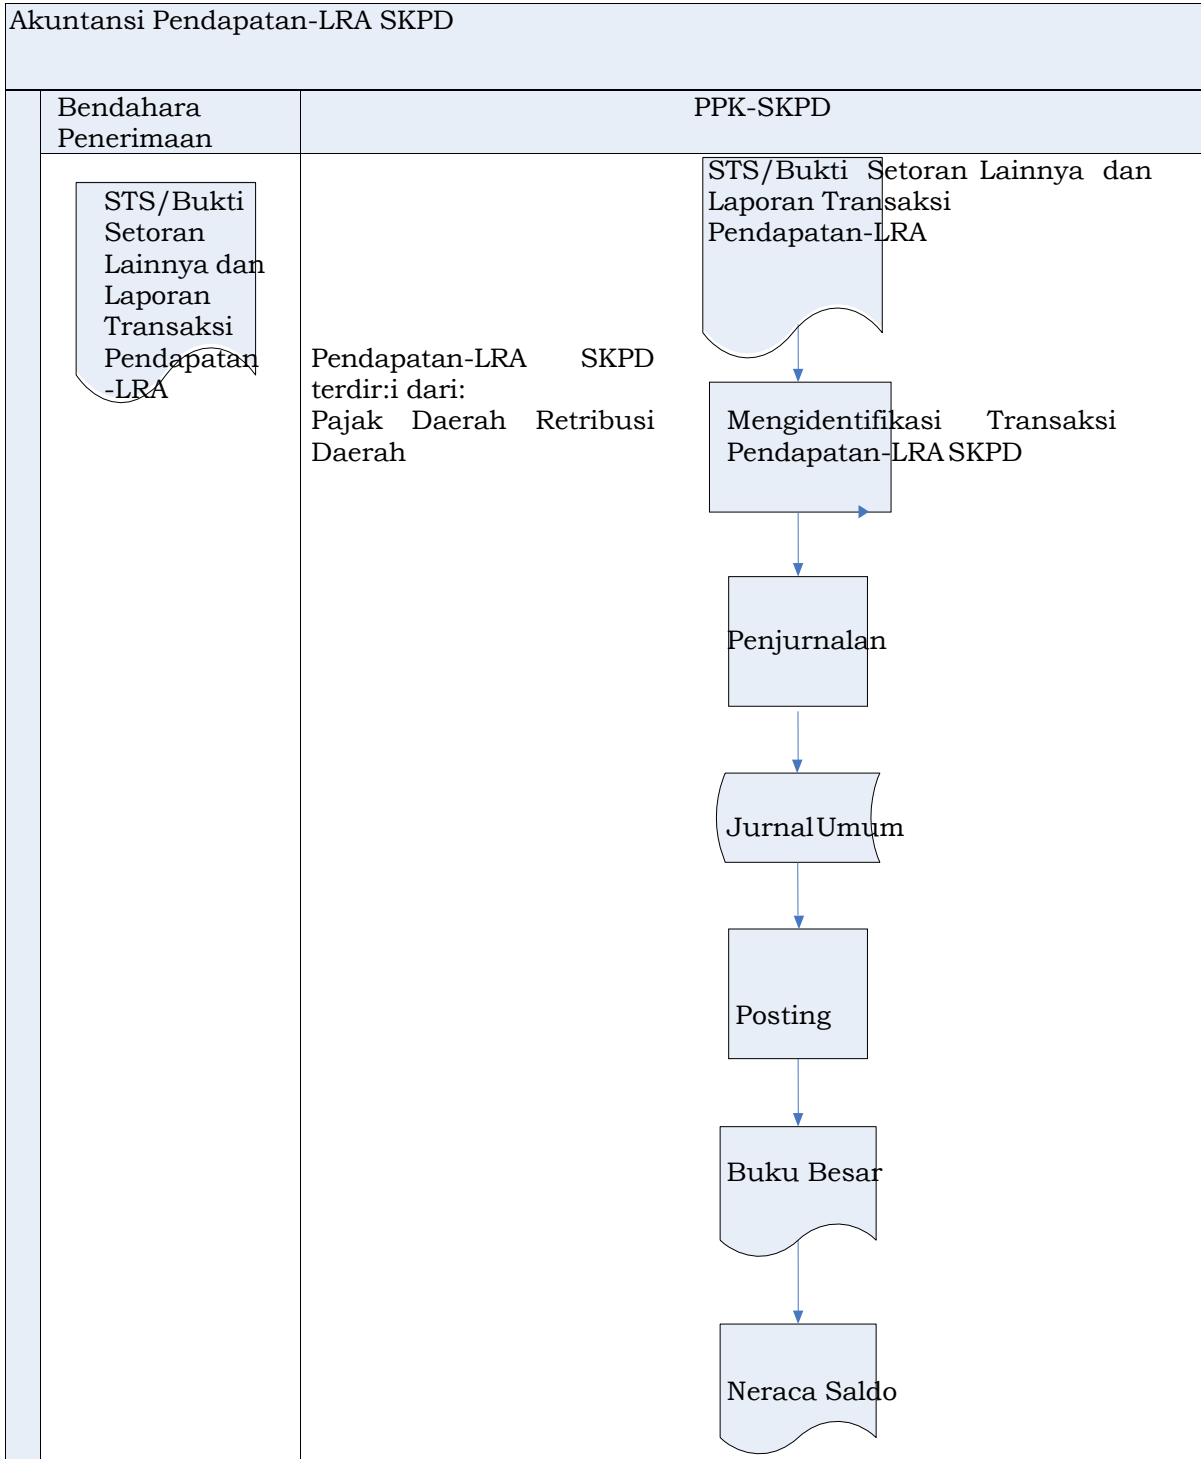 Akuntansi Pendapatan-LRA SKPD
Bendahara
Penerimaan
PPK-SKPD
STS/Bukti
Setoran
Lainnya dan
Laporan
Transaksi
Pendapatan
-LRA
Pendapatan-LRA SKPD
terdir:i dari:
Pajak Daerah Retribusi
Daerah
STS/Bukti Setoran Lainnya dan
Laporan Transaksi
Pendapatan-LRA
Mengidentifikasi Transaksi
Pendapatan-LRA SKPD
Penjurnalan
Jurnal Umum
Posting
Buku Besar
Neraca Saldo